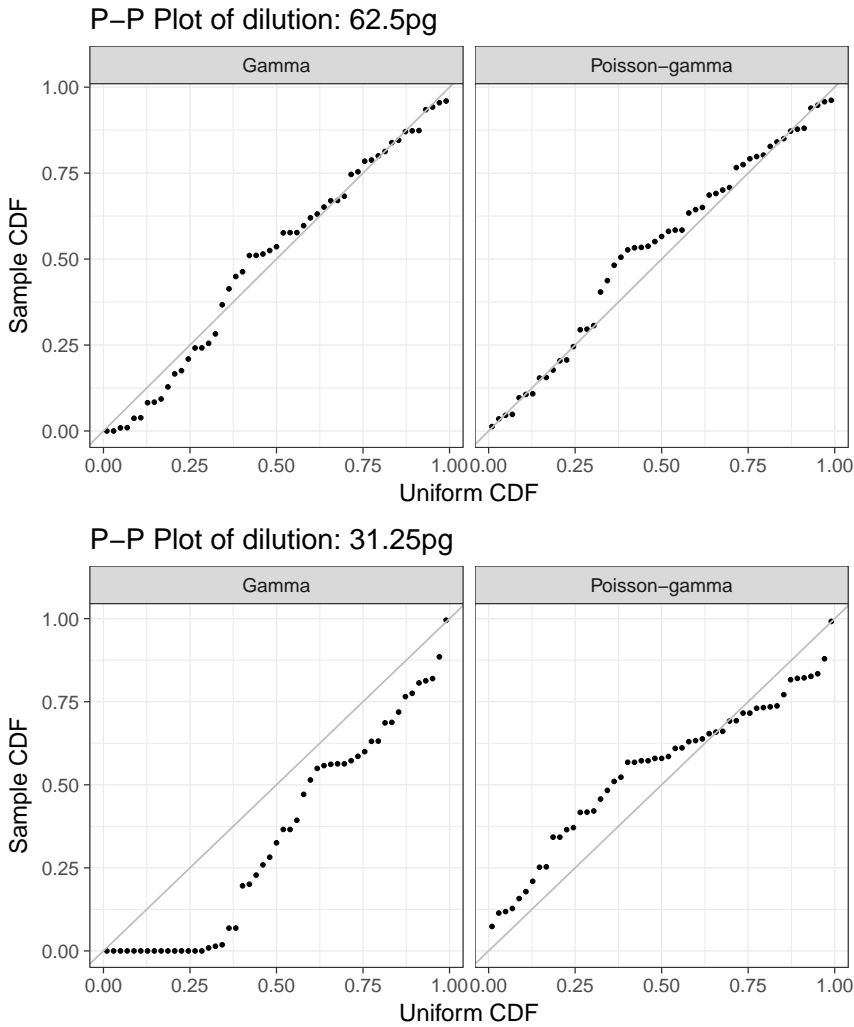 P−P Plot of dilution: 62.5pg
Gamma
Poisson−gamma
1.00
0.75
0.50
0.25
0.00
Sample CDF
0.00 0.25 0.50 0.75 1.00 0.00 0.25 0.50 0.75 1.00
Uniform CDF
P−P Plot of dilution: 31.25pg
Gamma
Poisson−gamma
1.00
0.75
0.50
0.25
0.00
Sample CDF
0.00 0.25 0.50 0.75 1.00 0.00 0.25 0.50 0.75 1.00
Uniform CDF